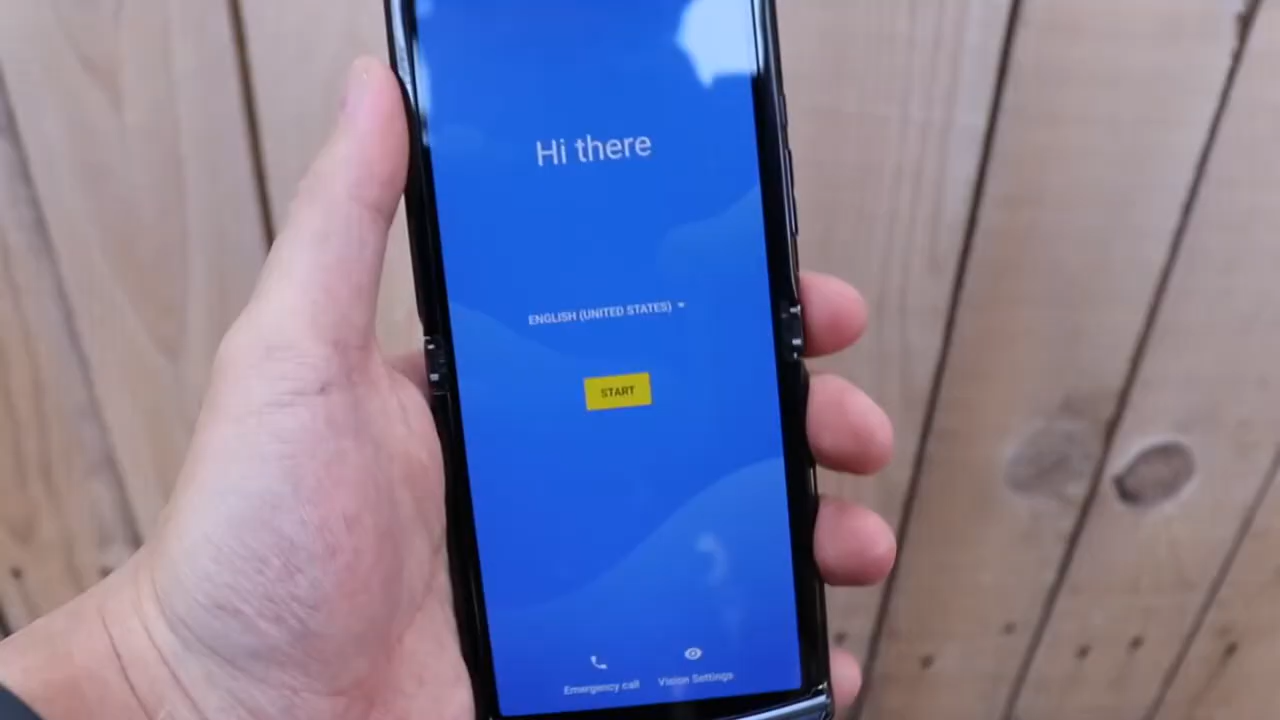 Hi there
ENGLISH (UNITED STATES)
START
Emergency call
Vision Settings